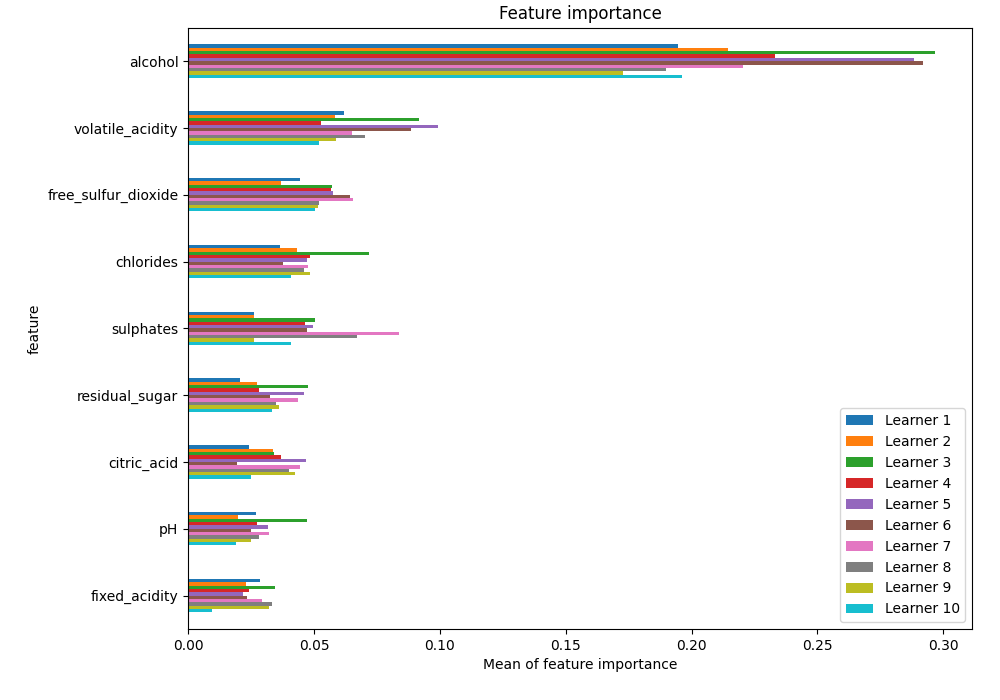 Feature importance
alcohol
volatile_acidity
free_sulfur_dioxide
chlorides
sulphates
residual_sugar
citric_acid
pH
fixed_acidity
feature
Learner 1
Learner 2
Learner 3
Learner 4
Learner 5
Learner 6
Learner 7
Learner 8
Learner 9
Learner 10
0.00 0.05 0.10 0.15 0.20 0.25 0.30
Mean of feature importance